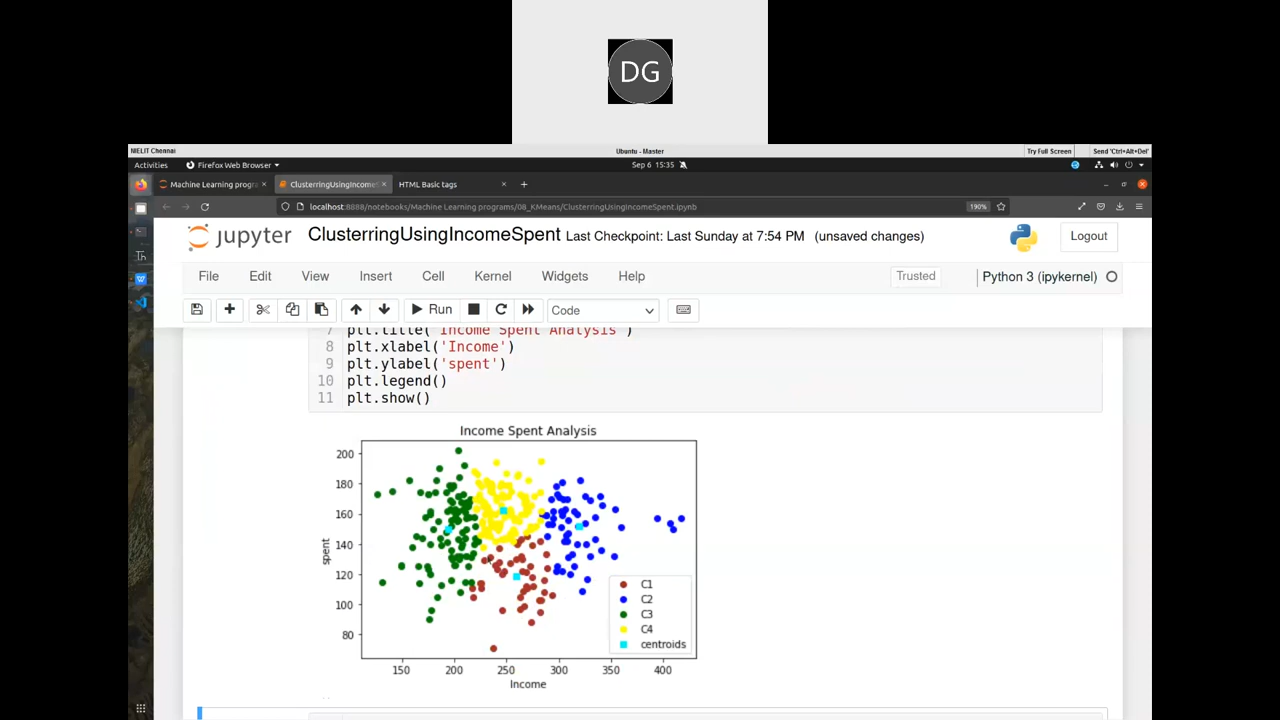 DG
NIELIT Chennai
Ubuntu - Master
Try Full Screen
Send 'Ctrl+Alt+Del'
Activities
Firefox Web Browser
Sep 6 15:35
Machine Learning progra
ClusterringUsingIncomeS
HTML Basic tags
localhost:8888/notebooks/Machine Learning programs/08_KMeans/ClusterringUsingIncomeSpent.ipynb
190%
jupyter ClusterringUsingIncomeSpent Last Checkpoint: Last Sunday at 7:54 PM (unsaved changes)
Logout
File Edit View Insert Cell Kernel Widgets Help
Trusted
Python 3 (ipykernel)
Run
Code
7 plt.title('Income Spent Analysis')
8 plt.xlabel('Income')
9 plt.ylabel('spent')
10 plt.legend()
11 plt.show()
Income Spent Analysis
200
180
160
140
120
100
80
spent
C1
C2
C3
C4
centroids
150 200 250 300 350 400
Income